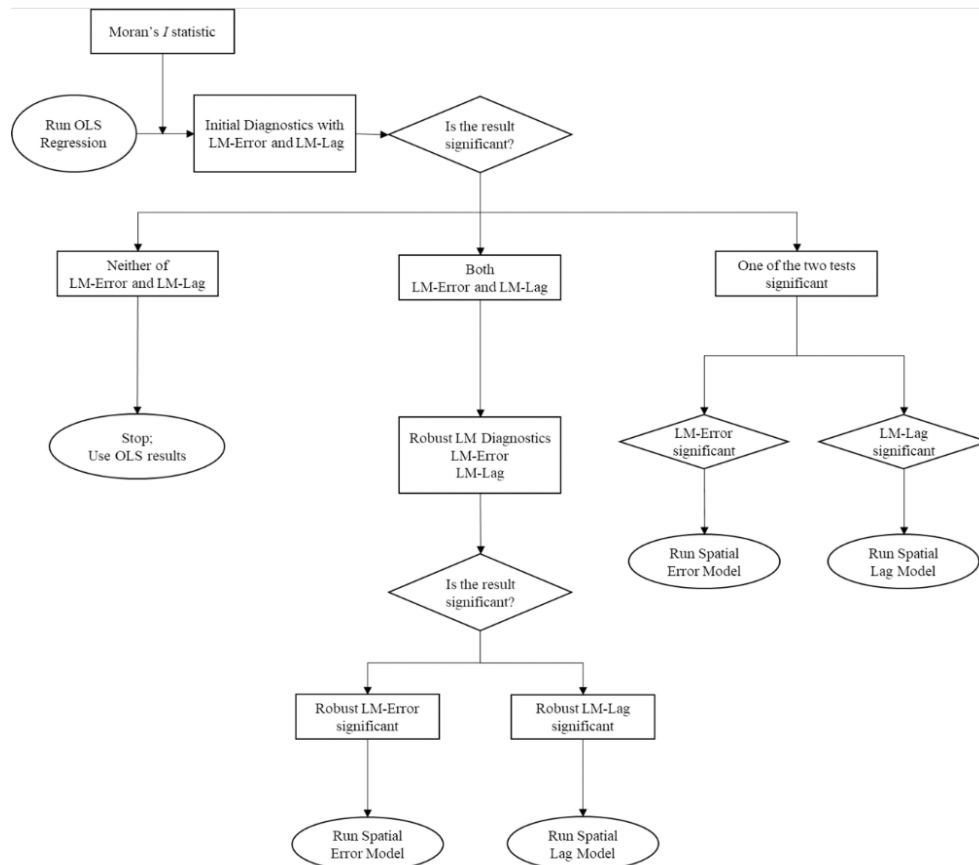 Moran's I statistic
Run OLS
Regression
Initial Diagnostics with
LM-Error and LM-Lag
Is the result
significant?
Neither of
LM-Error and LM-Lag
Both
LM-Error and LM-Lag
One of the two tests
significant
Stop;
Use OLS results
Robust LM Diagnostics
LM-Error
LM-Lag
LM-Error
significant
LM-Lag
significant
Run Spatial
Error Model
Run Spatial
Lag Model
Is the result
significant?
Robust LM-Error
significant
Robust LM-Lag
significant
Run Spatial
Error Model
Run Spatial
Lag Model